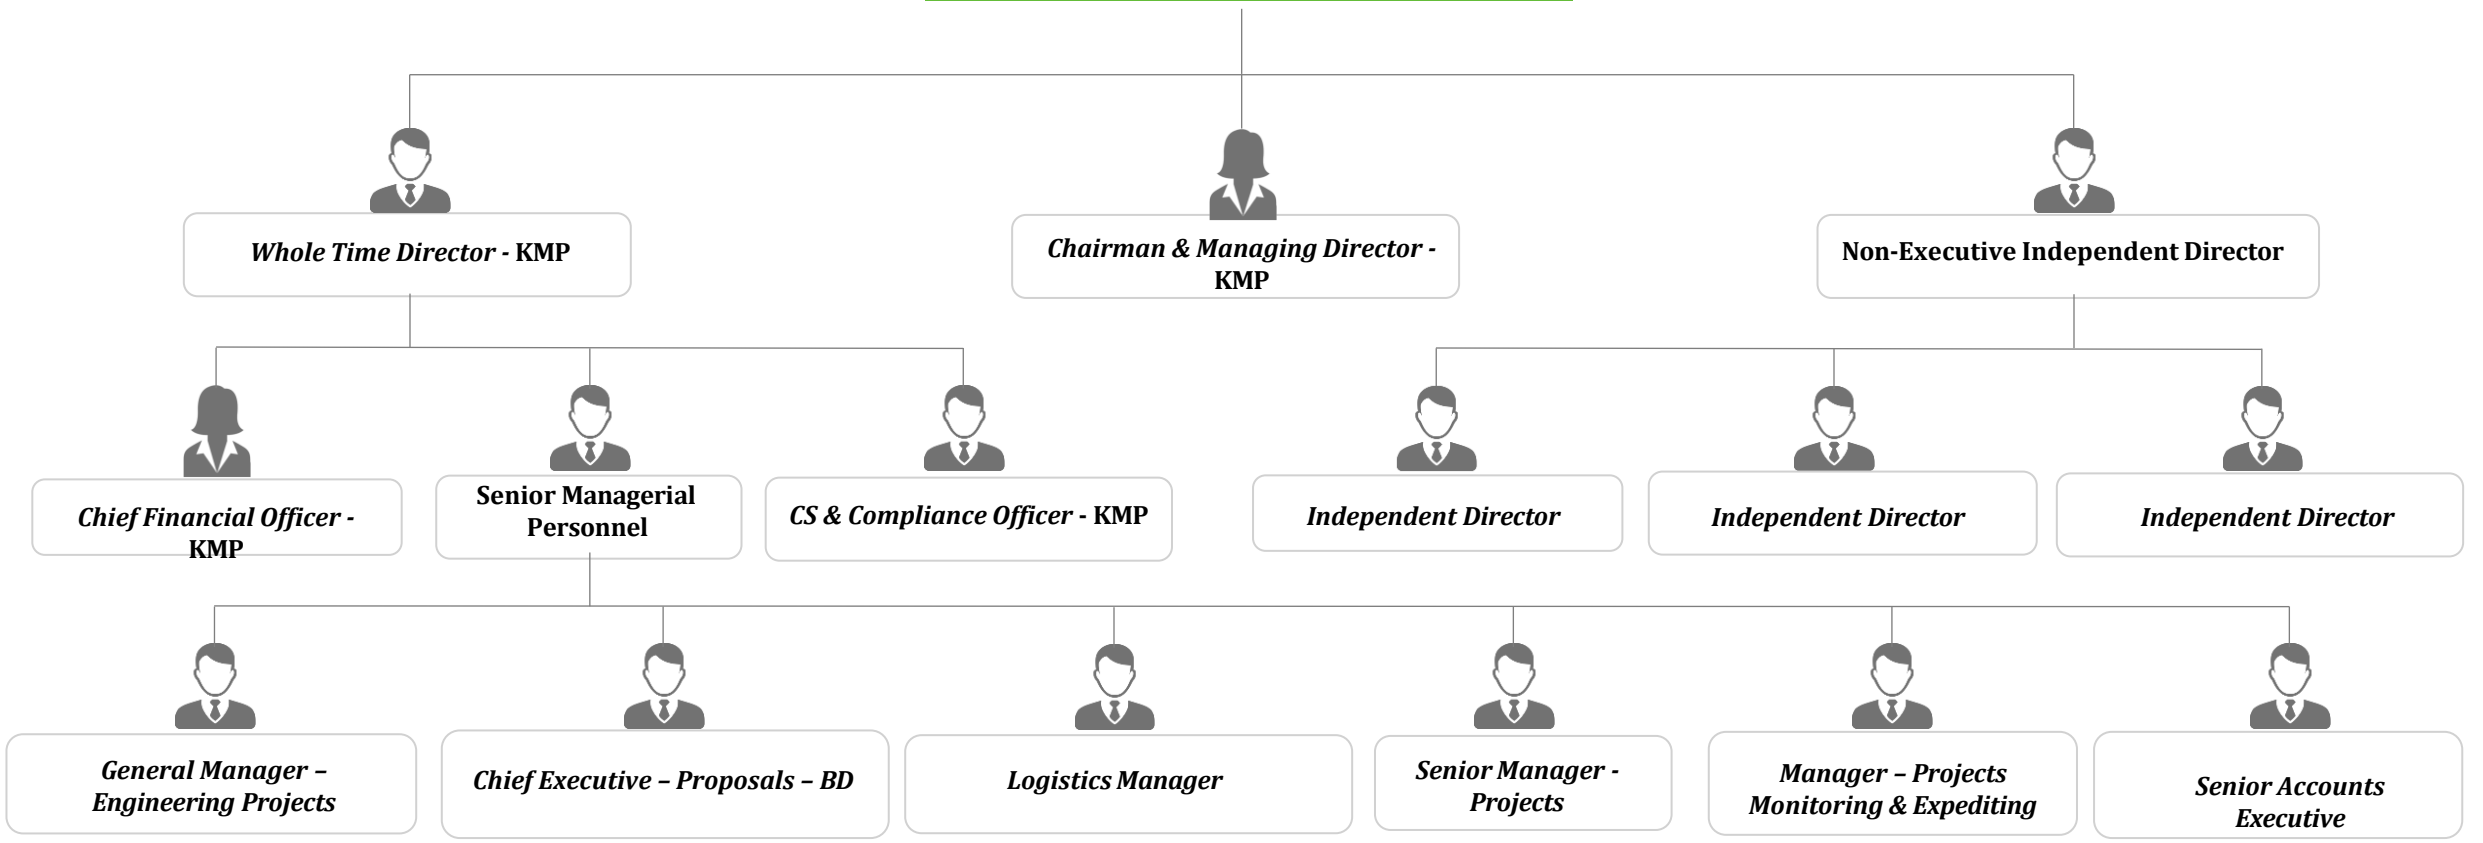 Whole Time Director - KMP
Chairman & Managing Director -
KMP
Non-Executive Independent Director
Chief Financial Officer -
KMP
Senior Managerial
Personnel
CS & Compliance Officer - KMP
Independent Director
Independent Director
Independent Director
General Manager –
Engineering Projects
Chief Executive – Proposals – BD
Logistics Manager
Senior Manager -
Projects
Manager – Projects
Monitoring & Expediting
Senior Accounts
Executive